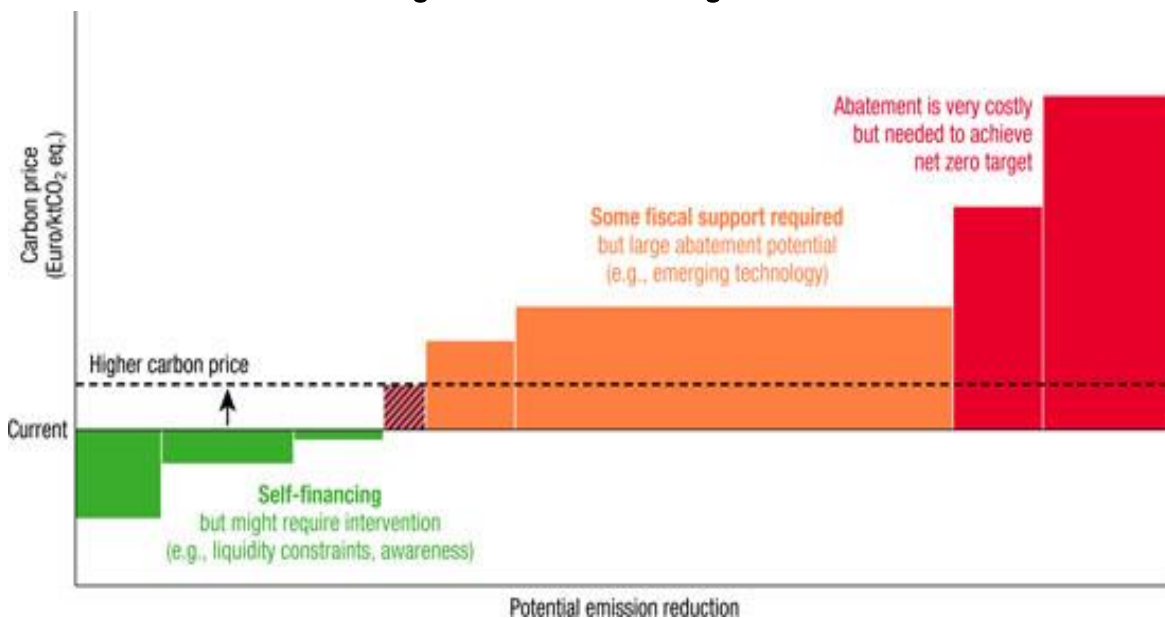 Abatement is very costly
but needed to achieve
net zero target
Carbon price
(Euro/ktCO₂ eq.)
Some fiscal support required
but large abatement potential
(e.g., emerging technology)
Higher carbon price
Current
Self-financing
but might require intervention
(e.g., liquidity constraints, awareness)
Potential emission reduction